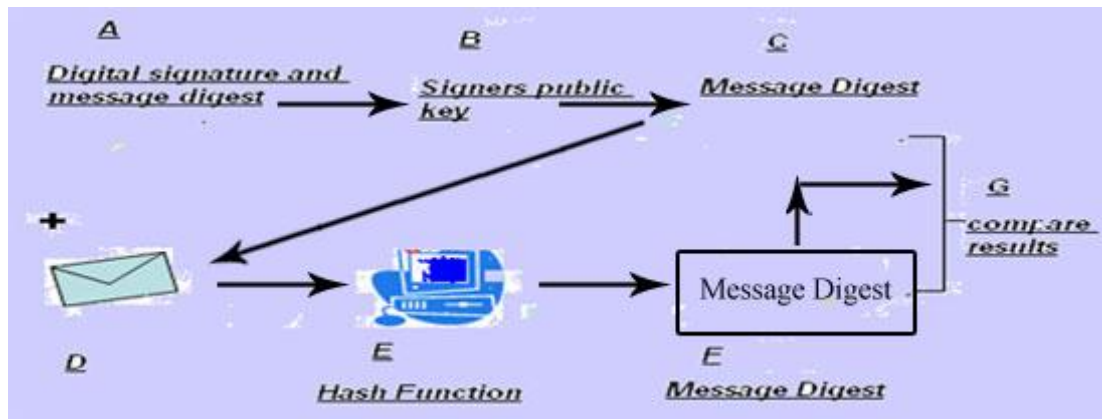 A
Digital signature and
message digest
B
Signers public
key
C
Message Digest
+
G
compare
results
Message Digest
D
E
Hash Function
F
Message Digest